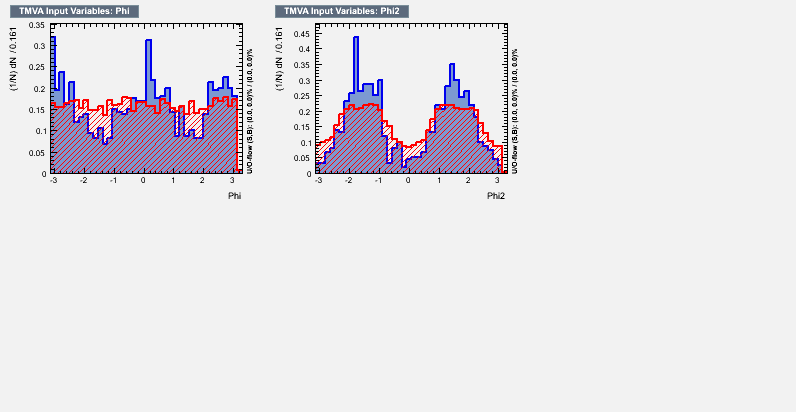 TMVA Input Variables: Phi
(1/N) dN / 0.161
0.35
0.3
0.25
0.2
0.15
0.1
0.05
0
-3 -2 -1 0 1 2 3
Phi
U/O-flow (S,B): (0.0, 0.0)% / (0.0, 0.0)%
TMVA Input Variables: Phi2
(1/N) dN / 0.161
0.45
0.4
0.35
0.3
0.25
0.2
0.15
0.1
0.05
0
-3 -2 -1 0 1 2 3
Phi2
U/O-flow (S,B): (0.0, 0.0)% / (0.0, 0.0)%